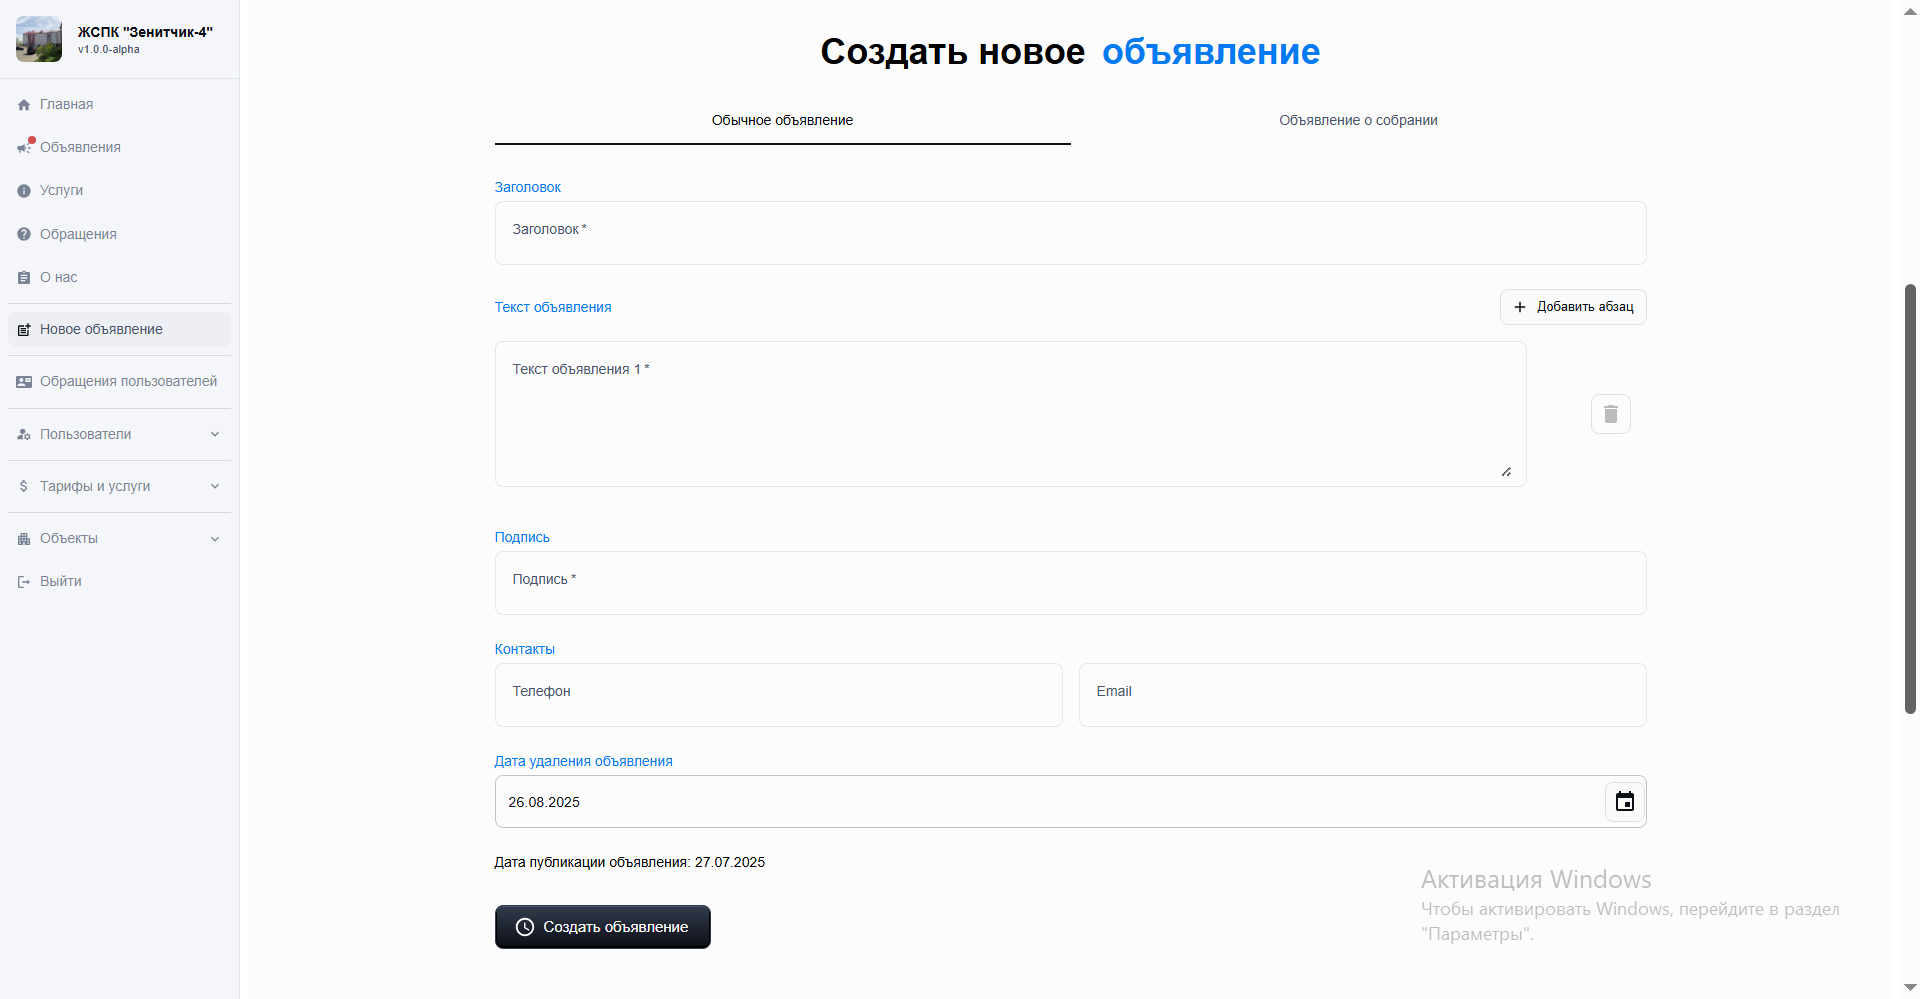 ЖСПК "Зенитчик-4"
v1.0.0-alpha
Главная
Объявления
Услуги
Обращения
О нас
Новое объявление
Обращения пользователей
Пользователи
Тарифы и услуги
Объекты
Выйти
Создать новое объявление
Обычное объявление
Объявление о собрании
Заголовок
Заголовок *
Текст объявления
Добавить абзац
Текст объявления 1 *
Подпись
Подпись *
Контакты
Телефон
Email
Дата удаления объявления
26.08.2025
Дата публикации объявления: 27.07.2025
Создать объявление
Активация Windows
Чтобы активировать Windows, перейдите в раздел
"Параметры".